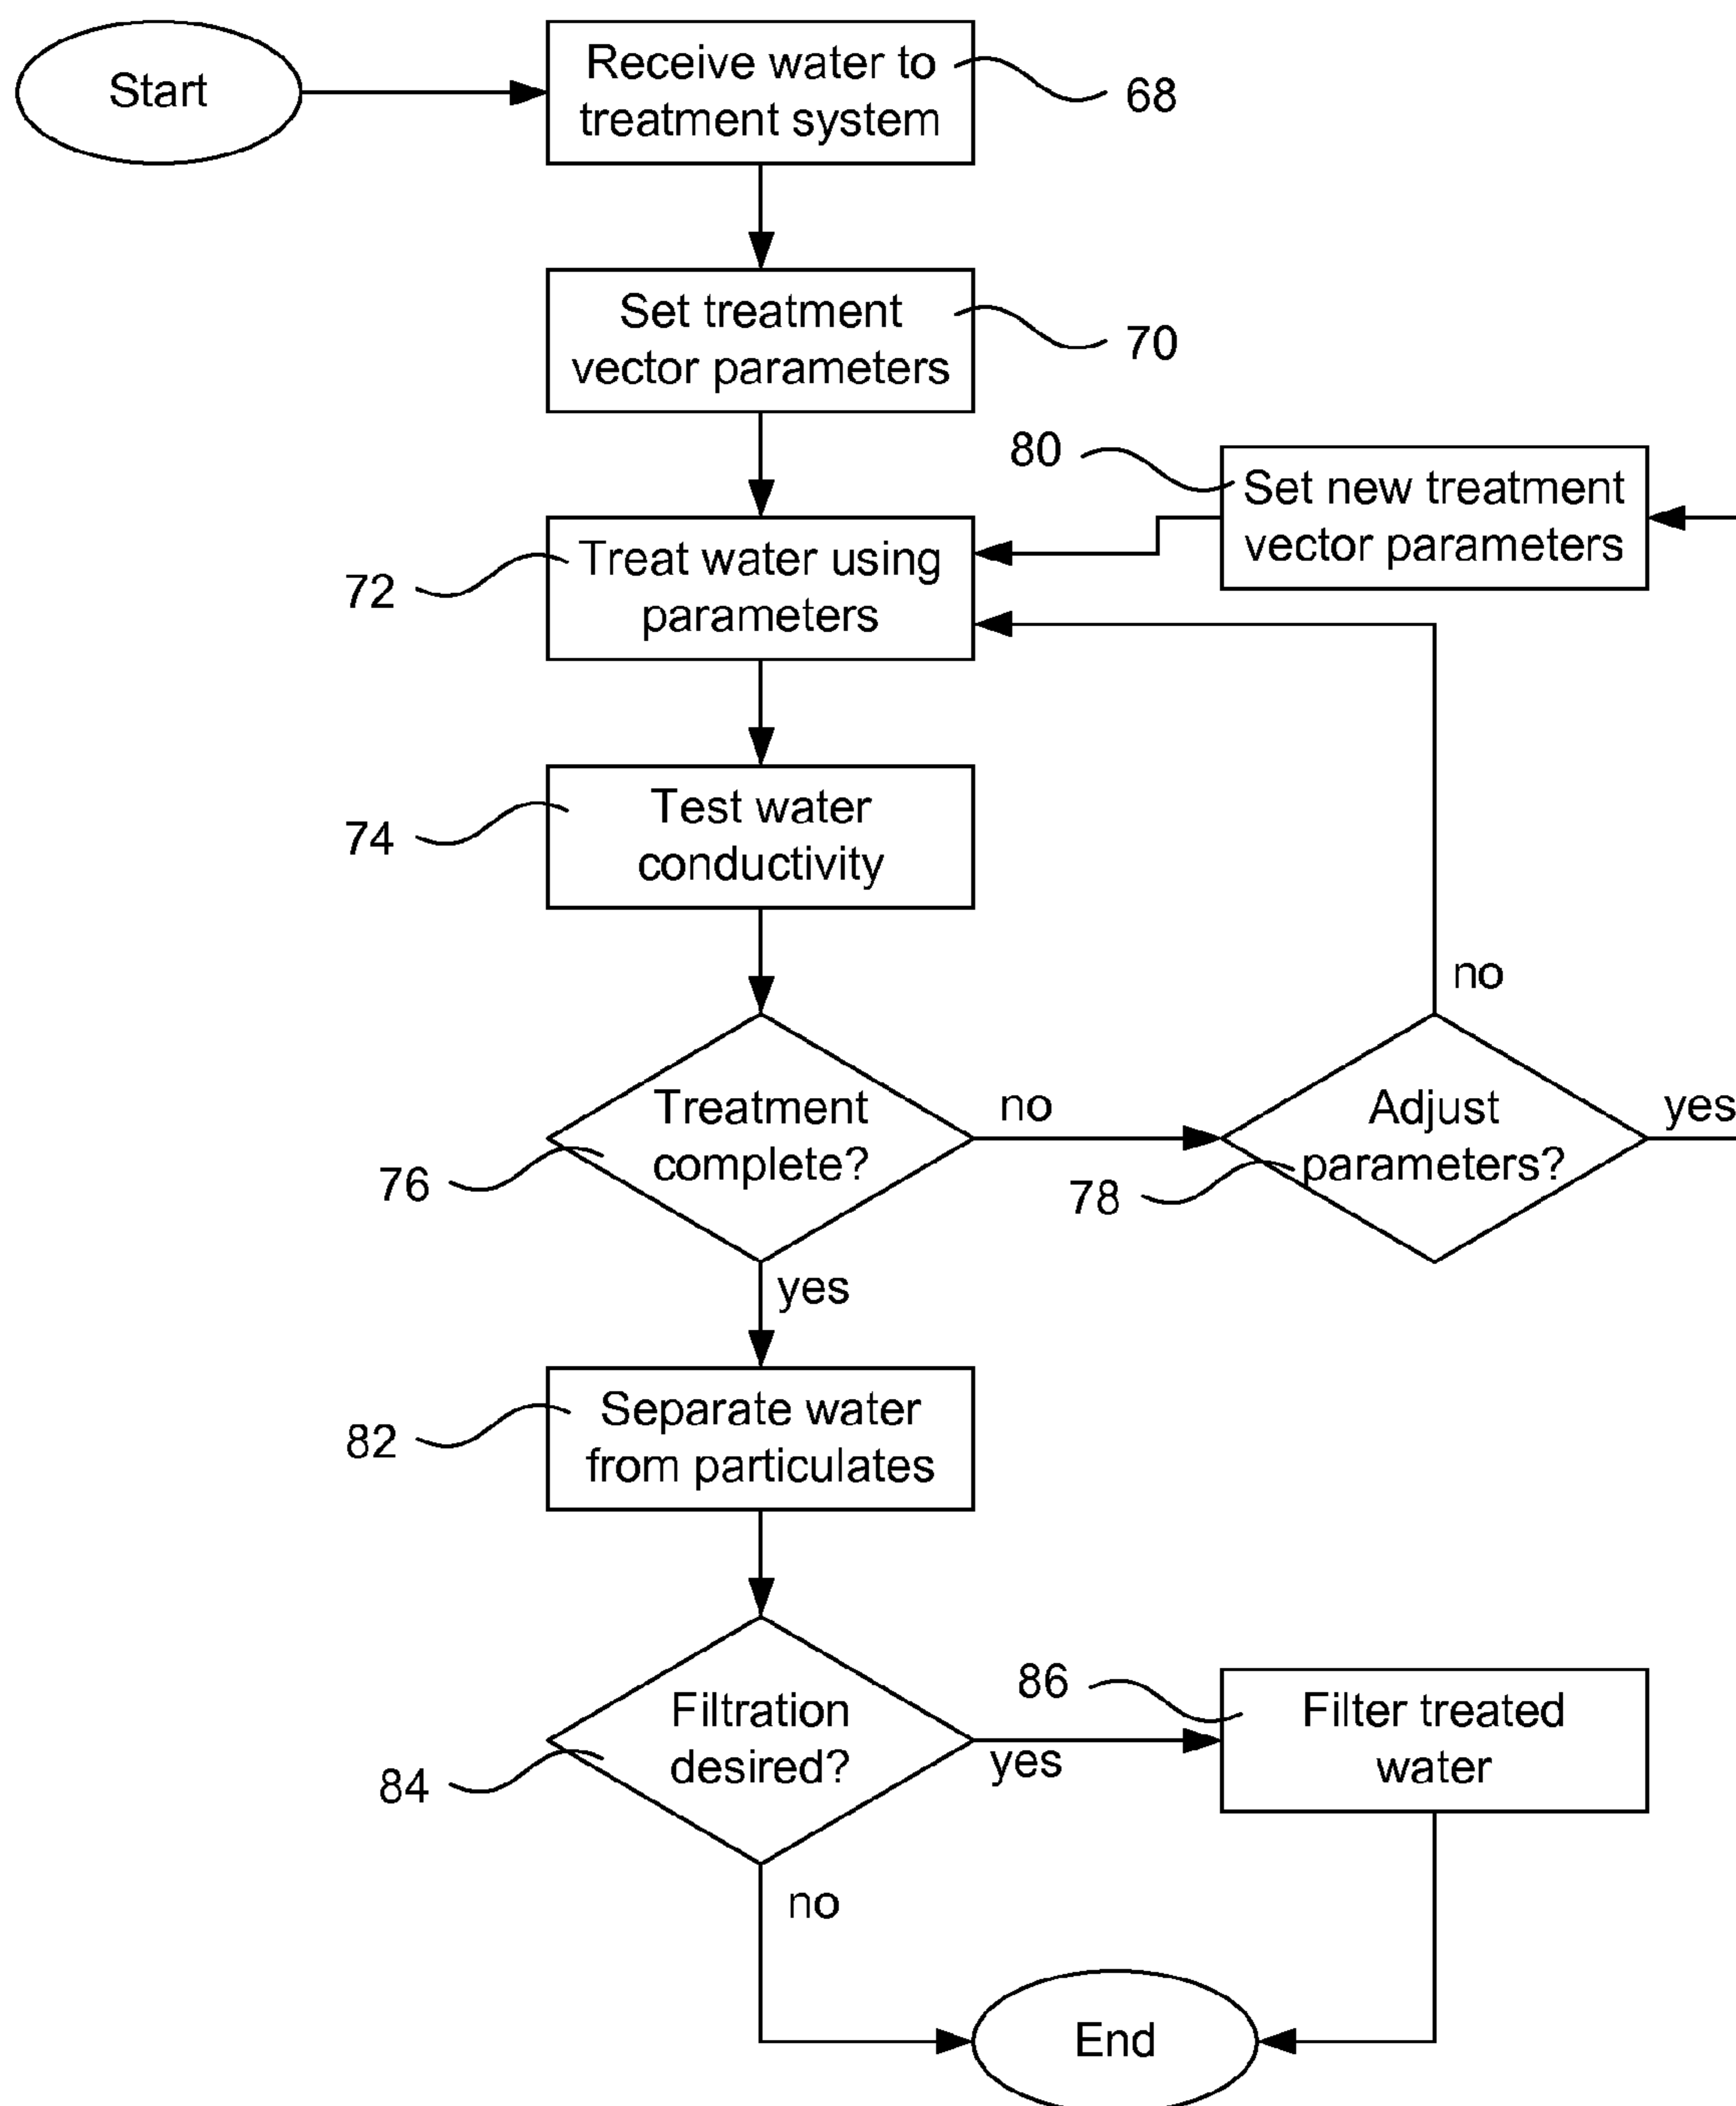 Start
Receive water to
treatment system
68
Set treatment
vector parameters
70
80
Set new treatment
vector parameters
72
Treat water using
parameters
74
Test water
conductivity
no
Treatment
complete?
76
no
Adjust
parameters?
78
yes
yes
82
Separate water
from particulates
Filtration
desired?
84
yes
86
Filter treated
water
no
End